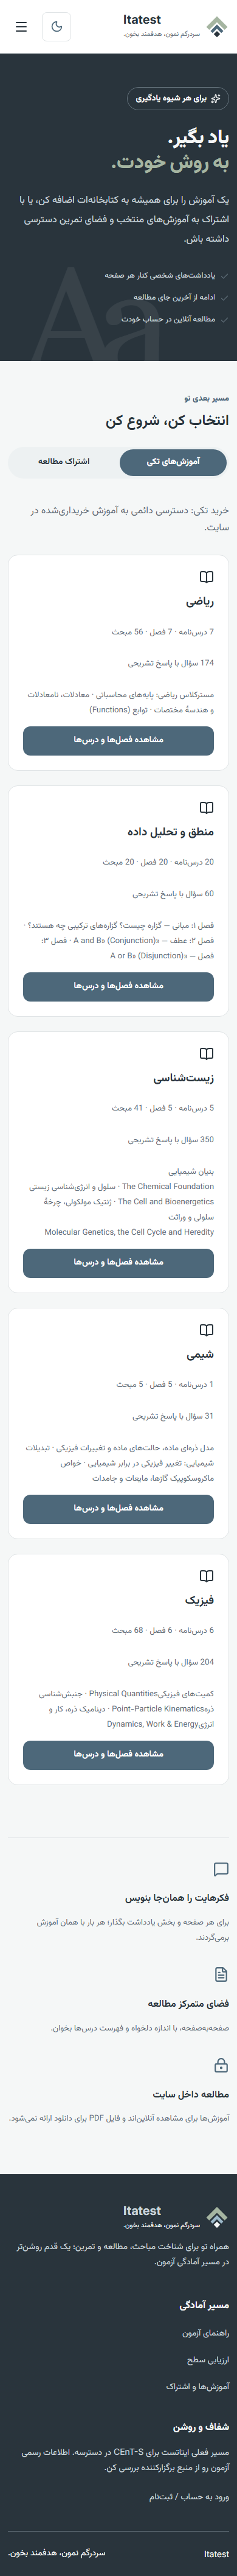 Itatest
سردرگم نمون، هدفمند بخون.
برای هر شیوه یادگیری
یاد بگیر.
به روش خودت.
یک آموزش را برای همیشه به کتابخانه‌ات اضافه کن، یا با
اشتراک به آموزش‌های منتخب و فضای تمرین دسترسی
داشته باش.
یادداشت‌های شخصی کنار هر صفحه
ادامه از آخرین جای مطالعه
مطالعه آنلاین در حساب خودت
Aa
مسیر بعدی تو
انتخاب کن، شروع کن
آموزش‌های تکی
اشتراک مطالعه
خرید تکی: دسترسی دائمی به آموزش خریداری‌شده در
سایت.
ریاضی
7 درس‌نامه · 7 فصل · 56 مبحث
174 سؤال با پاسخ تشریحی
مسترکلاس ریاضی: پایه‌های محاسباتی · معادلات، نامعادلات
و هندسهٔ مختصات · توابع (Functions)
مشاهده فصل‌ها و درس‌ها
منطق و تحلیل داده
20 درس‌نامه · 20 فصل · 20 مبحث
60 سؤال با پاسخ تشریحی
فصل ۱: مبانی — گزاره چیست؟ گزاره‌های ترکیبی چه هستند؟ ·
فصل ۲: عطف — «A and B» (Conjunction) · فصل ۳:
فصل — «A or B» (Disjunction)
مشاهده فصل‌ها و درس‌ها
زیست‌شناسی
5 درس‌نامه · 5 فصل · 41 مبحث
350 سؤال با پاسخ تشریحی
بنیان شیمیایی
The Chemical Foundation · سلول و انرژی‌شناسی زیستی
The Cell and Bioenergetics · ژنتیک مولکولی، چرخهٔ
سلولی و وراثت
Molecular Genetics, the Cell Cycle and Heredity
مشاهده فصل‌ها و درس‌ها
شیمی
1 درس‌نامه · 5 فصل · 5 مبحث
31 سؤال با پاسخ تشریحی
مدل ذره‌ای ماده، حالت‌های ماده و تغییرات فیزیکی · تبدیلات
شیمیایی: تغییر فیزیکی در برابر شیمیایی · خواص
ماکروسکوپیک گازها، مایعات و جامدات
مشاهده فصل‌ها و درس‌ها
فیزیک
6 درس‌نامه · 6 فصل · 68 مبحث
204 سؤال با پاسخ تشریحی
کمیت‌های فیزیکیPhysical Quantities · جنبش‌شناسی
ذرهPoint-Particle Kinematics · دینامیک ذره، کار و
انرژیDynamics, Work & Energy
مشاهده فصل‌ها و درس‌ها
فکرهایت را همان‌جا بنویس
برای هر صفحه و بخش یادداشت بگذار؛ هر بار با همان آموزش
برمی‌گردند.
فضای متمرکز مطالعه
صفحه‌به‌صفحه، با اندازه دلخواه و فهرست درس‌ها بخوان.
مطالعه داخل سایت
آموزش‌ها برای مشاهده آنلاین‌اند و فایل PDF برای دانلود ارائه نمی‌شود.
Itatest
سردرگم نمون، هدفمند بخون.
همراه تو برای شناخت مباحث، مطالعه و تمرین؛ یک قدم روشن‌تر
در مسیر آمادگی آزمون.
مسیر آمادگی
راهنمای آزمون
ارزیابی سطح
آموزش‌ها و اشتراک
شفاف و روشن
مسیر فعلی ایتاتست برای CEnT-S در دسترسه. اطلاعات رسمی
آزمون رو از منبع برگزارکننده بررسی کن.
ورود به حساب / ثبت‌نام
Itatest
سردرگم نمون، هدفمند بخون.